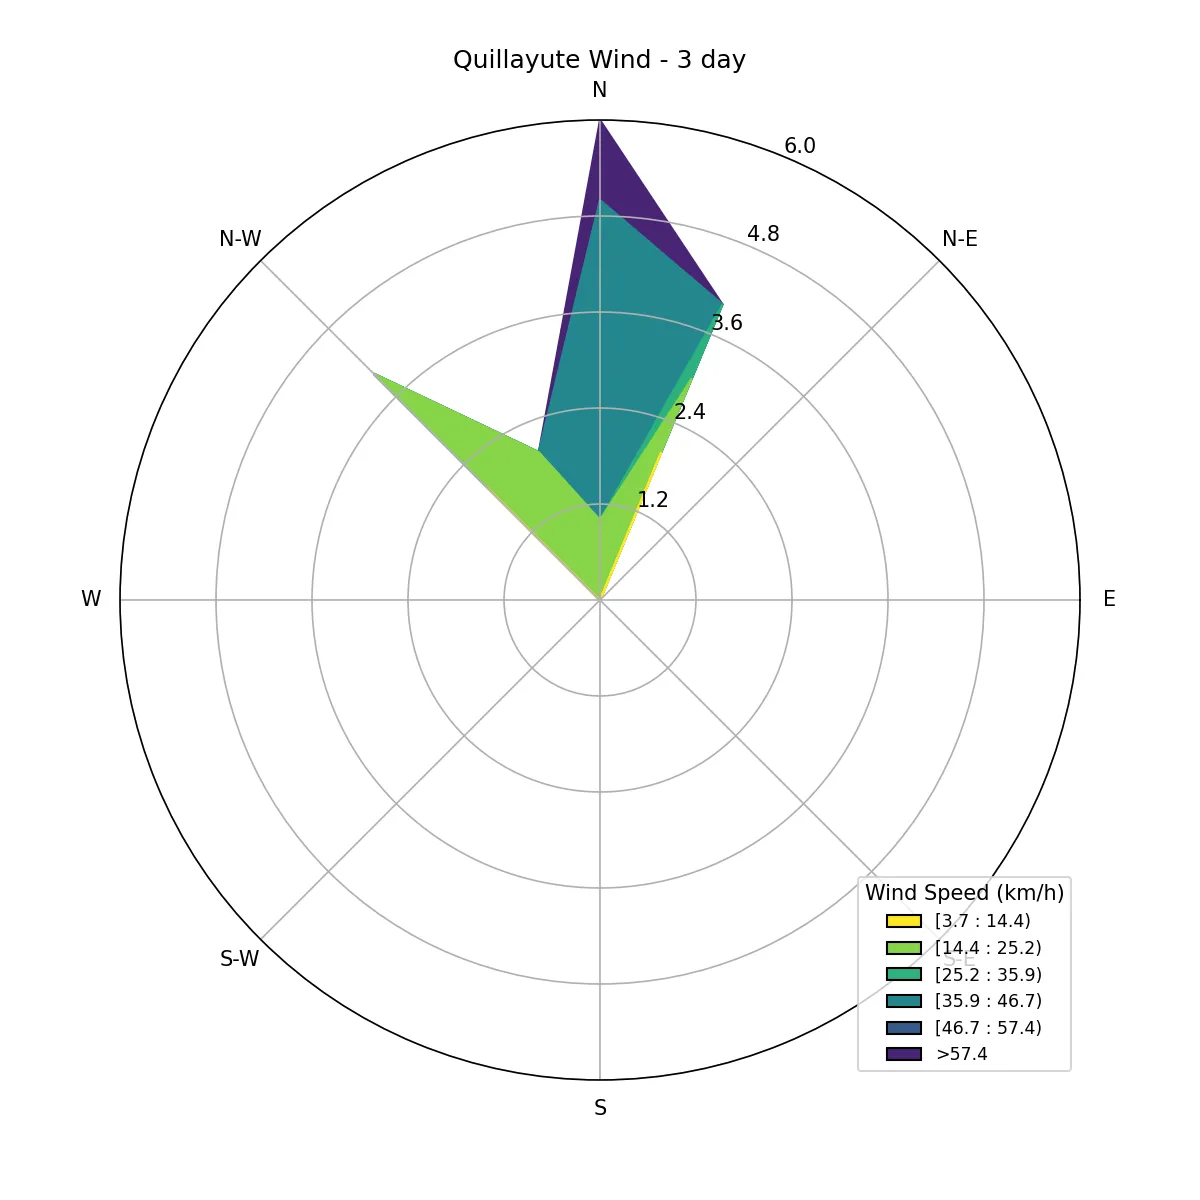 Quillayute Wind - 3 day
N
6.0
N-W
4.8
N-E
3.6
2.4
1.2
W
E
S-W
S-E
S
Wind Speed (km/h)
[3.7 : 14.4)
[14.4 : 25.2)
[25.2 : 35.9)
[35.9 : 46.7)
[46.7 : 57.4)
>57.4